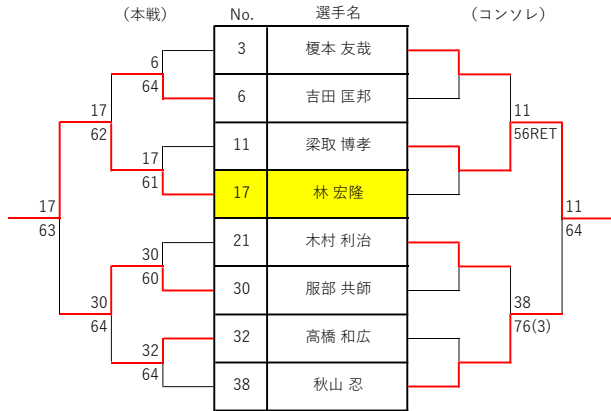 （本戦） No. 選手名 （コンソレ）
3 榎本 友哉
6
64
6 吉田 匡邦
17
62
11
56RET
11 梁取 博孝
17
61
17 林 宏隆
17
63
11
64
21 木村 利治
30
60
30 服部 共師
30
64
38
76(3)
32 高橋 和広
32
64
38 秋山 忍